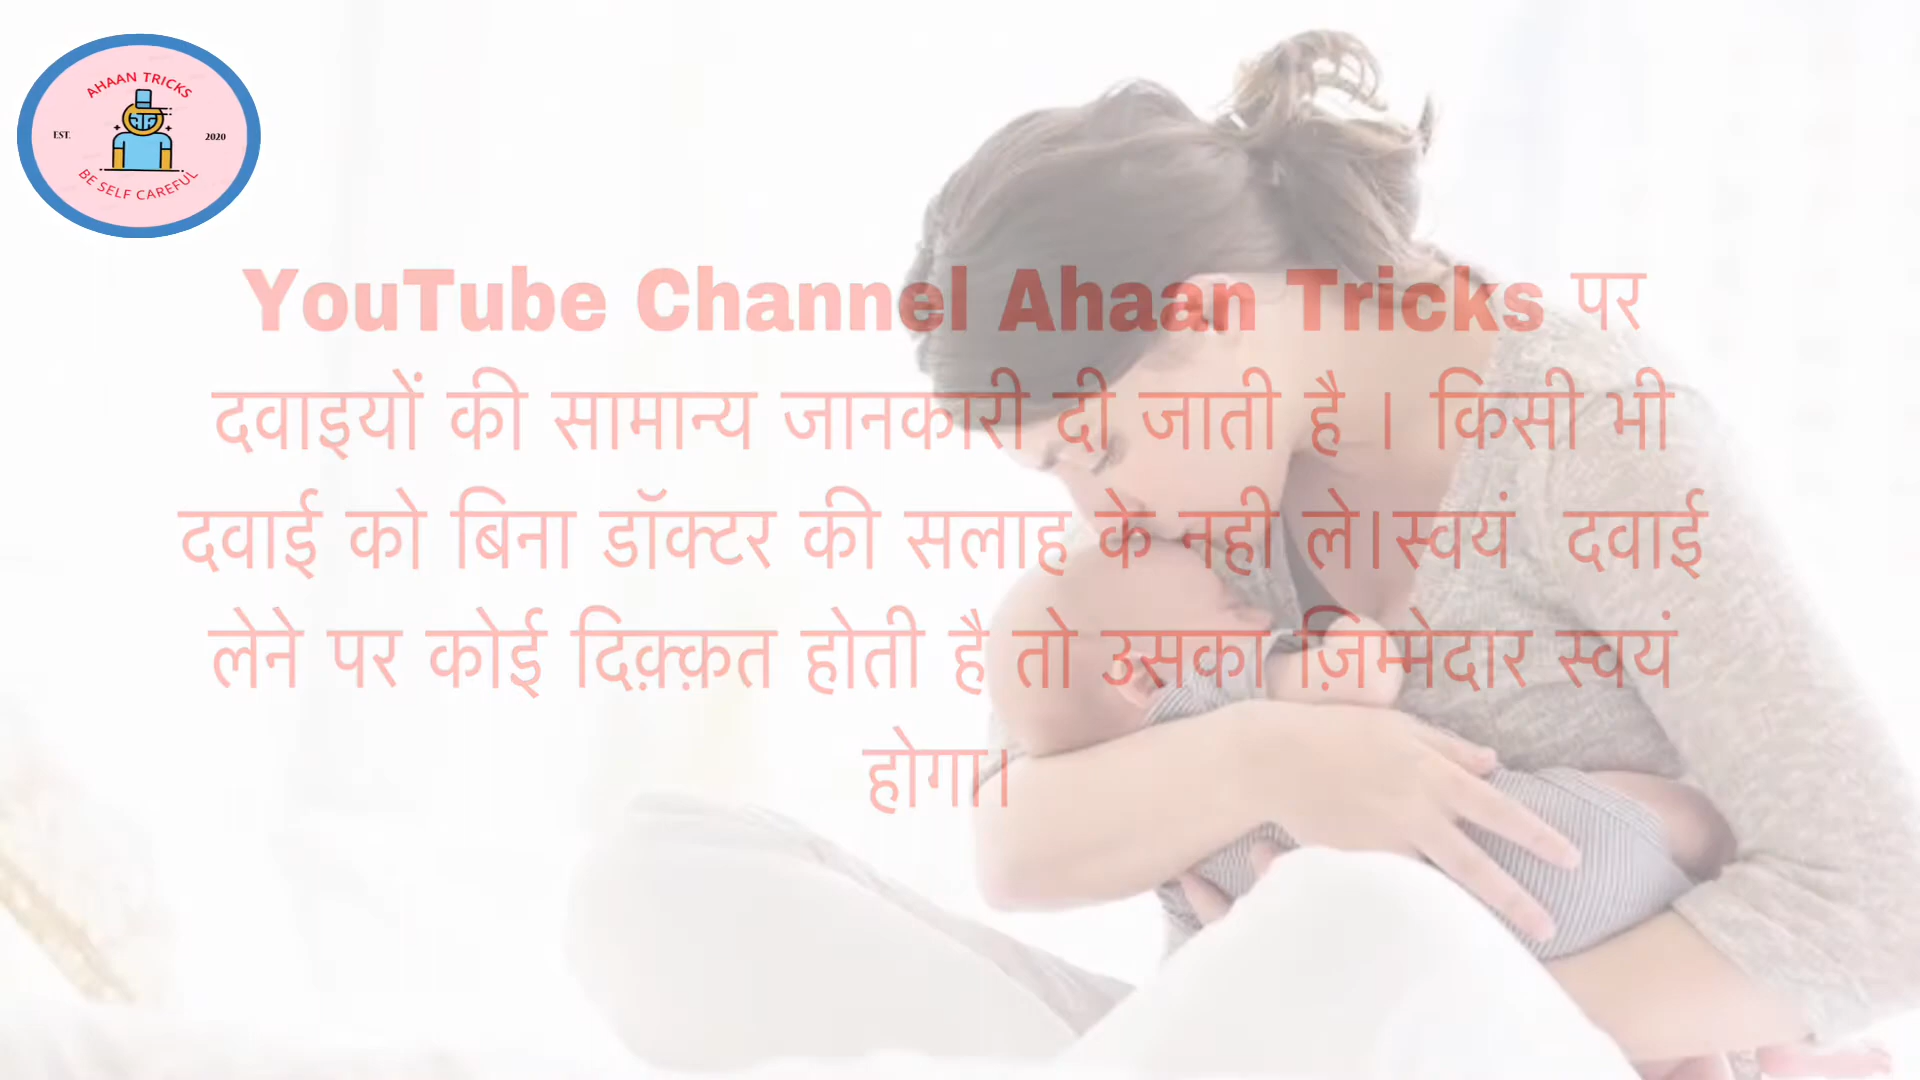 AHAAN TRICKS
EST. 2020
BE SELF CAREFUL
YouTube Channel Ahaan Tricks पर
दवाइयों की सामान्य जानकारी दी जाती है । किसी भी
दवाई को बिना डॉक्टर की सलाह के नही ले।स्वयं दवाई
लेने पर कोई दिक़्क़त होती है तो उसका ज़िम्मेदार स्वयं
होगा।